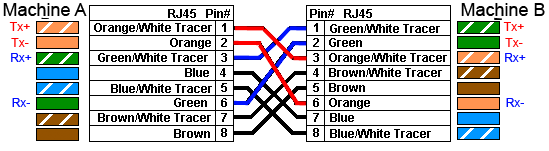 Machine A RJ45 Pin# Pin# RJ45 Machine B
Tx+ Orange/White Tracer 1 1 Green/White Tracer Tx+
Tx- Orange 2 2 Green Tx-
Rx+ Green/White Tracer 3 3 Orange/White Tracer Rx+
Blue 4 4 Brown/White Tracer
Blue/White Tracer 5 5 Brown
Rx- Green 6 6 Orange Rx-
Brown/White Tracer 7 7 Blue
Brown 8 8 Blue/White Tracer